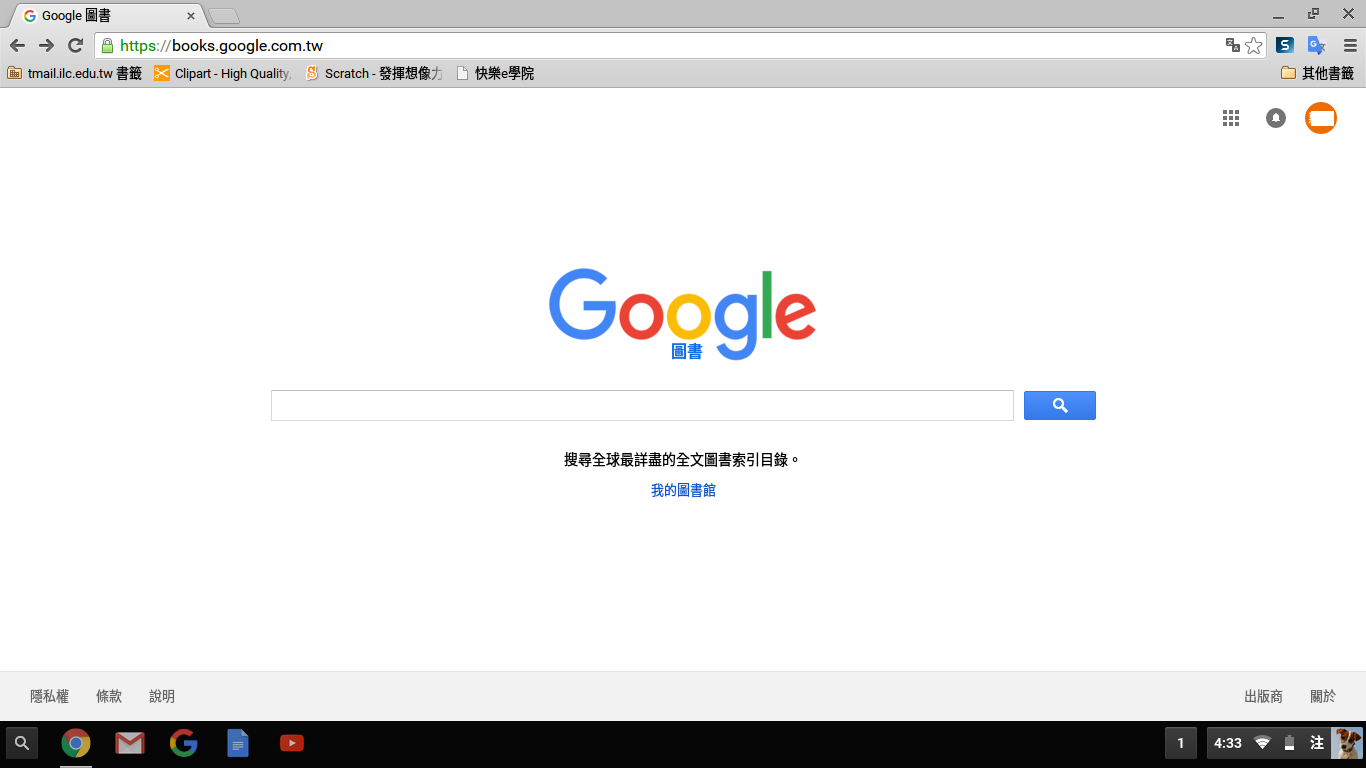 Google 圖書
https://books.google.com.tw
tmail.ilc.edu.tw 書籤 Clipart - High Quality, Scratch - 發揮想像力 快樂e學院 其他書籤
Google
圖書
搜尋全球最詳盡的全文圖書索引目錄。
我的圖書館
隱私權 條款 說明 出版商 關於
1 4:33 注